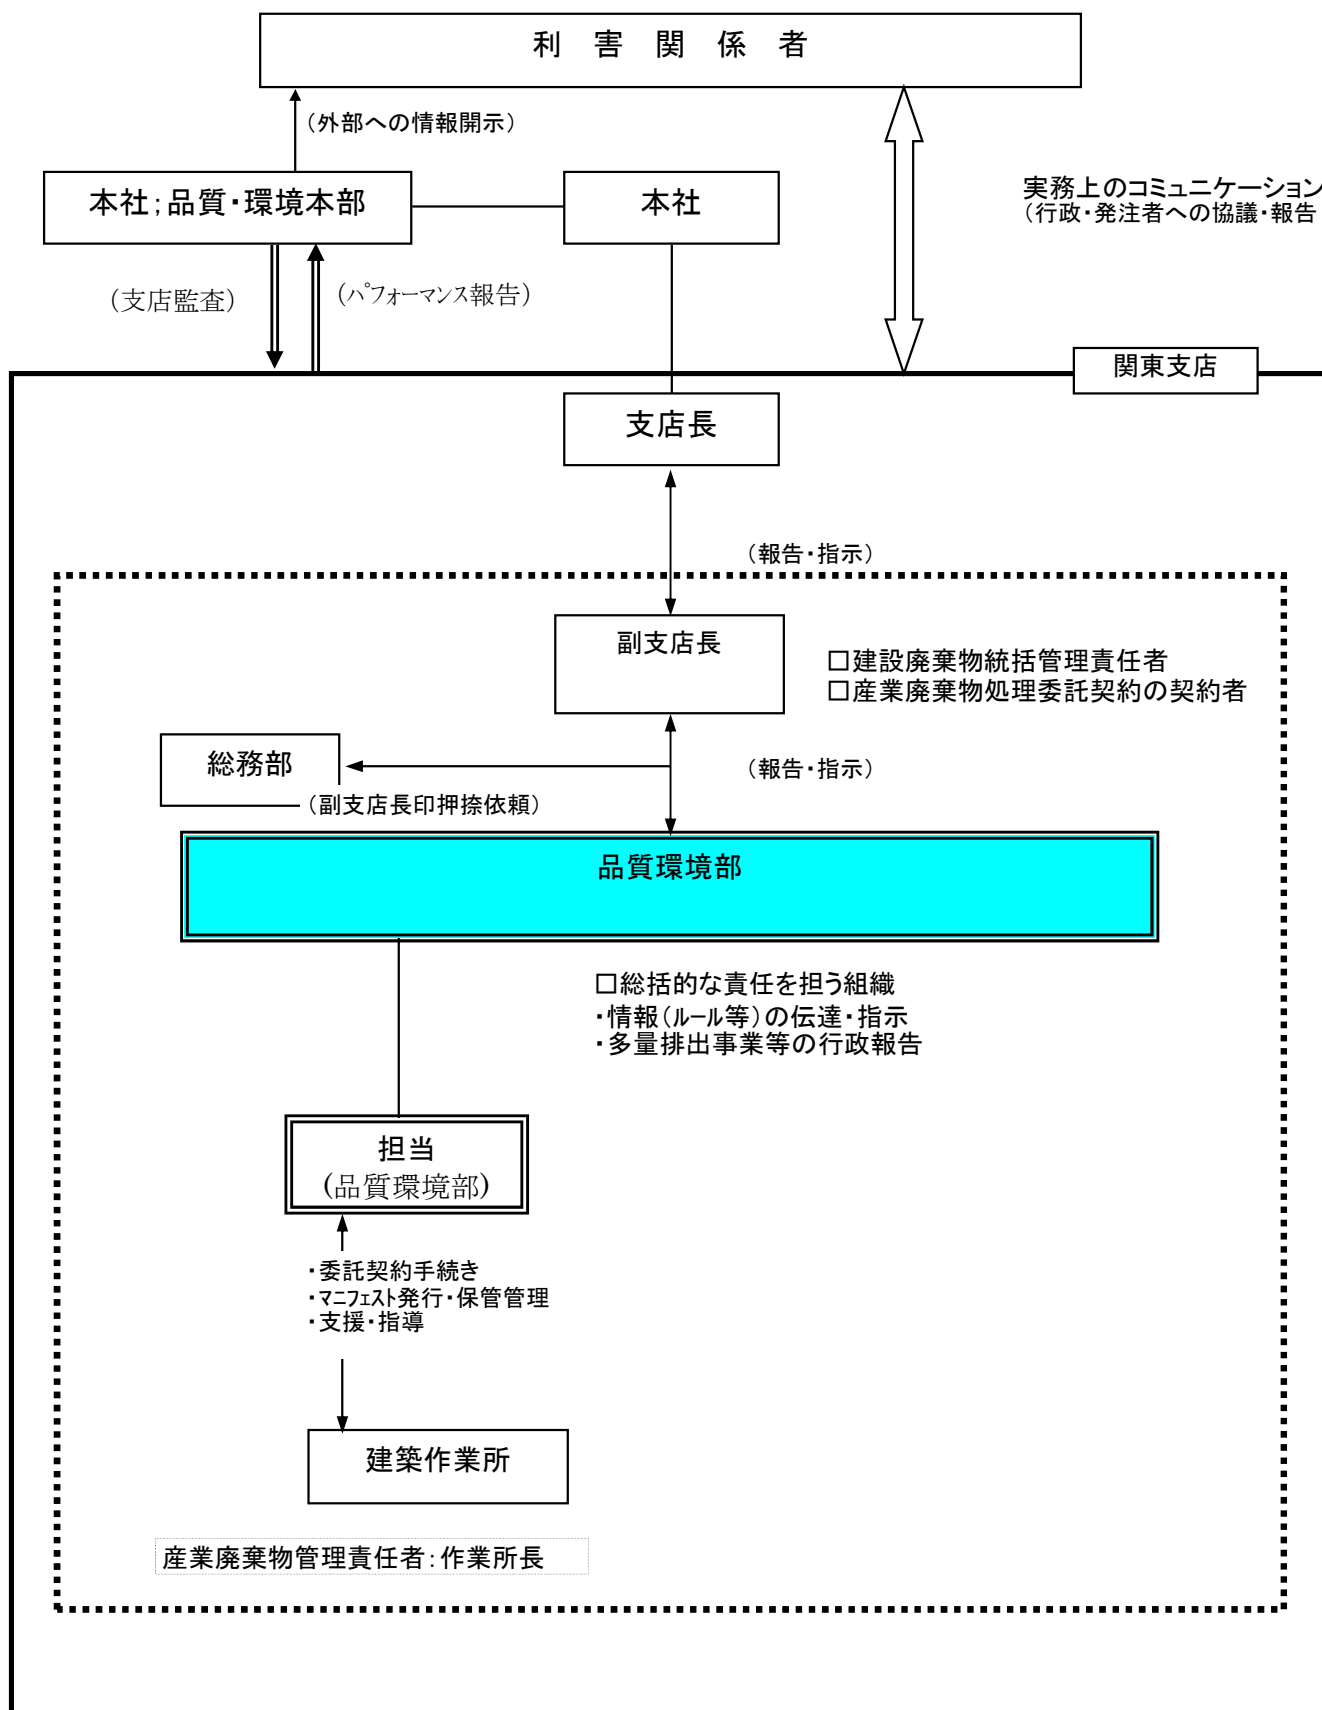 利 害 関 係 者
（外部への情報開示）
本社；品質・環境本部
本社
実務上のコミュニケーション
（行政・発注者への協議・報告
（支店監査）
（ﾊﾟﾌｫｰﾏﾝｽ報告）
関東支店
支店長
（報告・指示）
副支店長
□建設廃棄物統括管理責任者
□産業廃棄物処理委託契約の契約者
総務部
（報告・指示）
（副支店長印押捺依頼）
品質環境部
□総括的な責任を担う組織
・情報（ﾙｰﾙ等）の伝達・指示
・多量排出事業等の行政報告
担当
（品質環境部）
・委託契約手続き
・ﾏﾆﾌｪｽﾄ発行・保管管理
・支援・指導
建築作業所
産業廃棄物管理責任者：作業所長